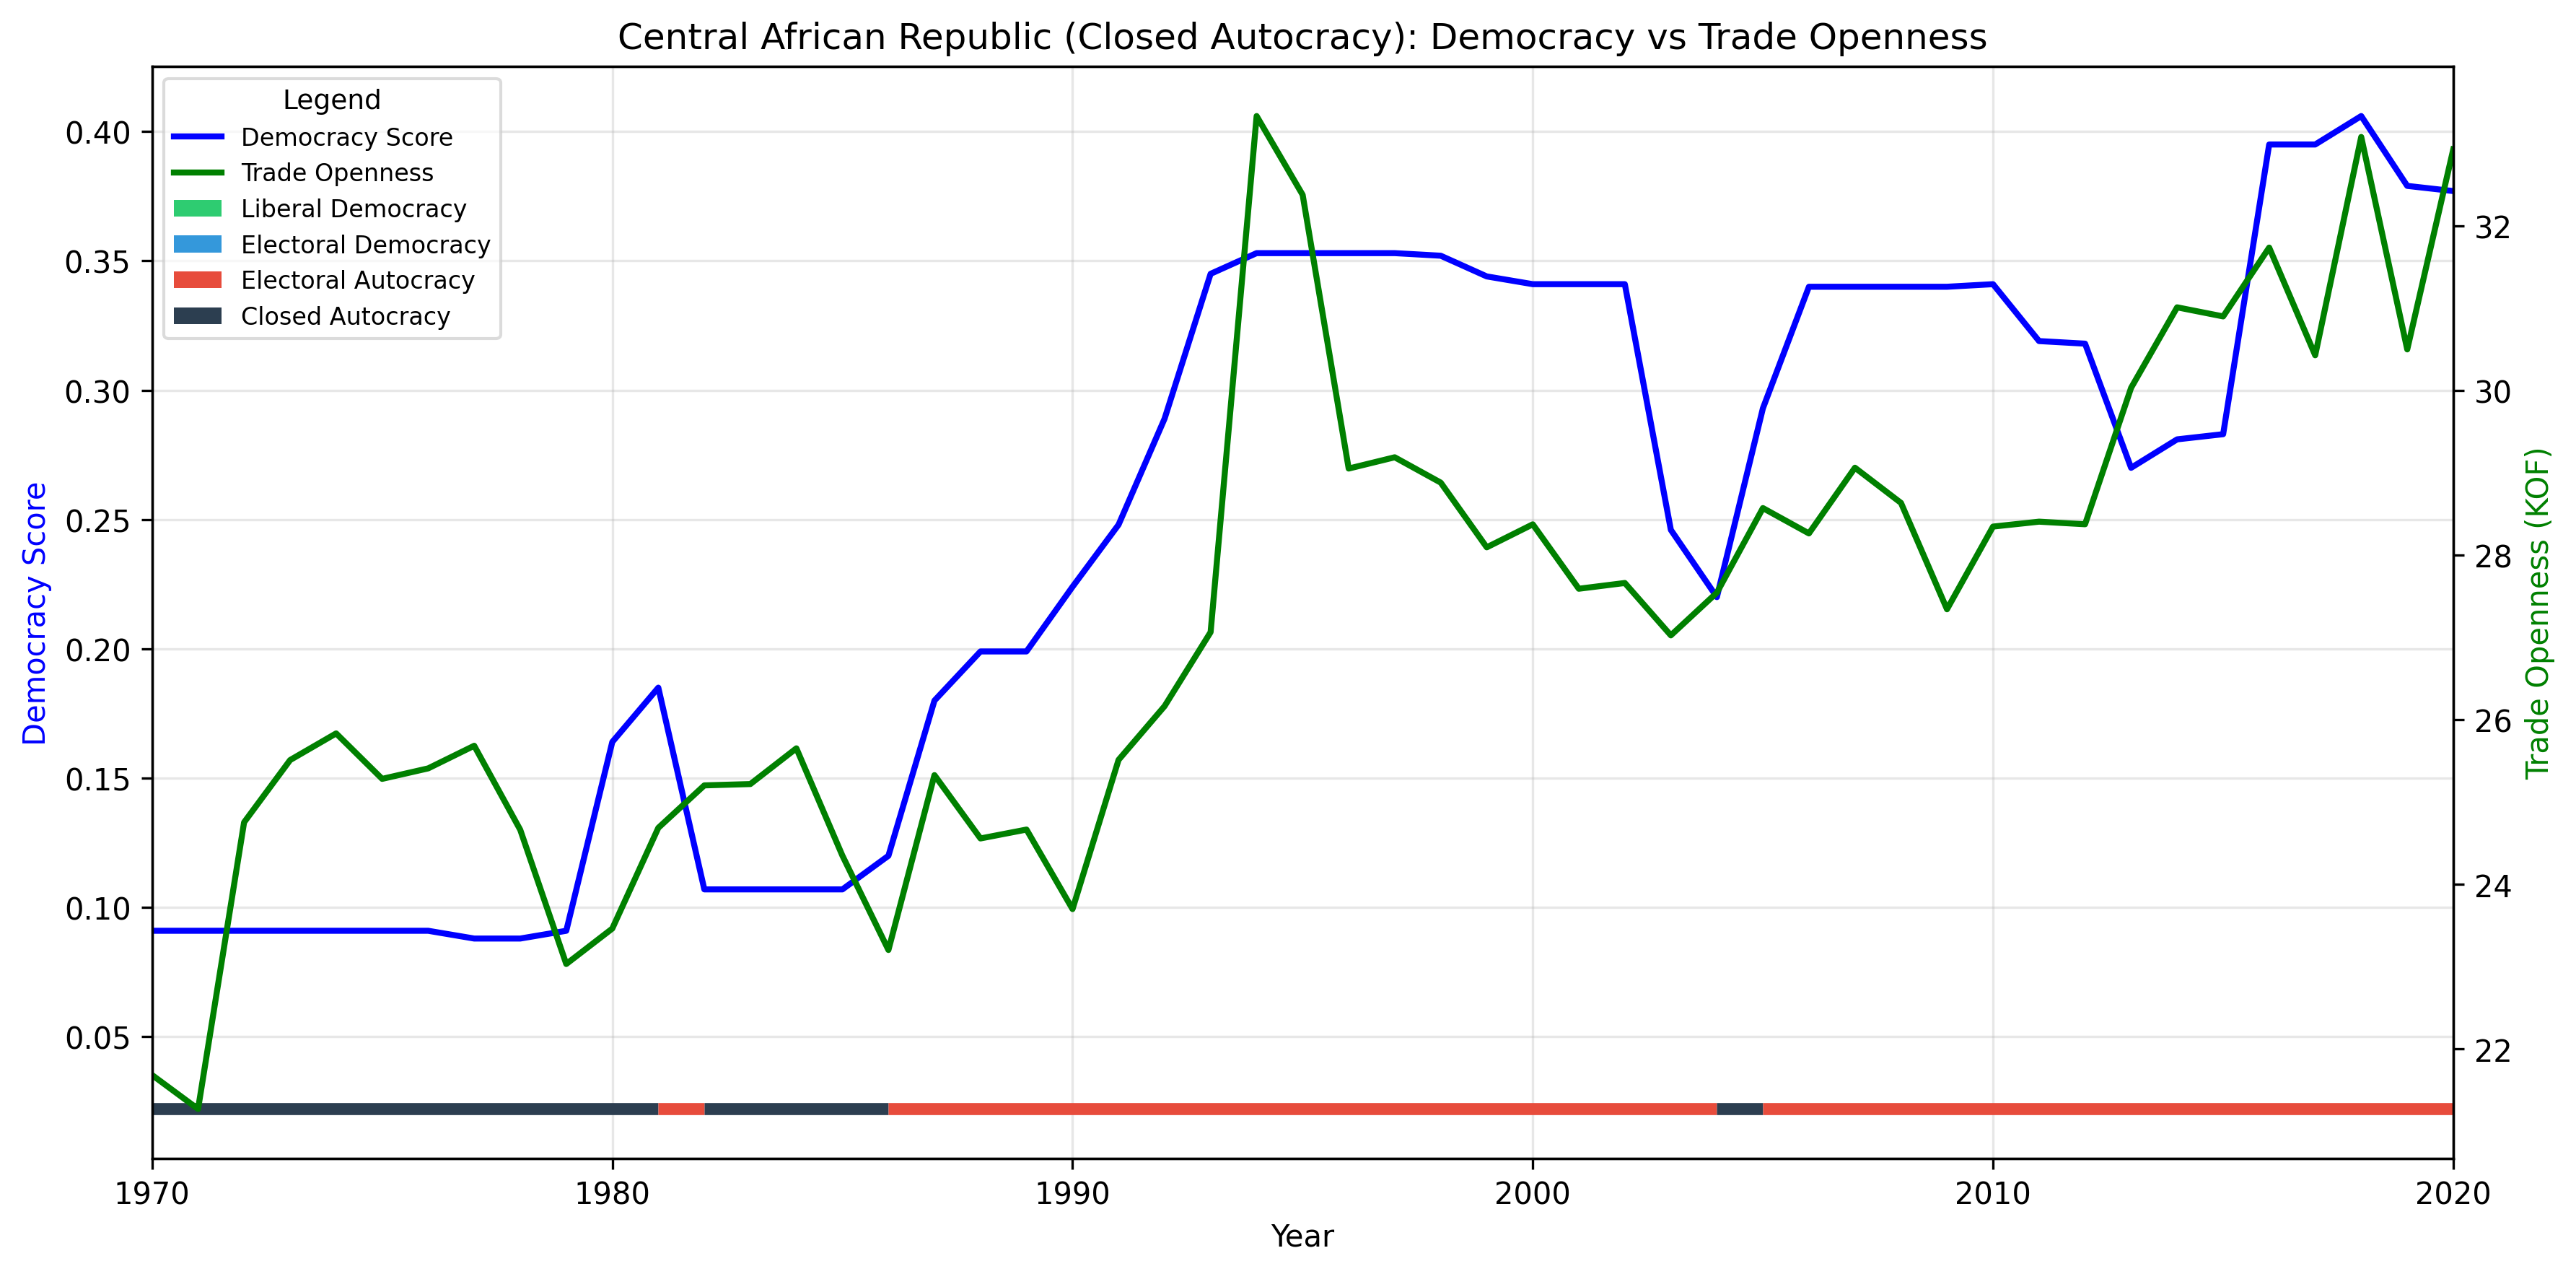 Central African Republic (Closed Autocracy): Democracy vs Trade Openness
Legend
Democracy Score
Trade Openness
Liberal Democracy
Electoral Democracy
Electoral Autocracy
Closed Autocracy
0.40
0.35
0.30
0.25
0.20
0.15
0.10
0.05
Democracy Score
32
30
28
26
24
22
Trade Openness (KOF)
1970
1980
1990
2000
2010
2020
Year